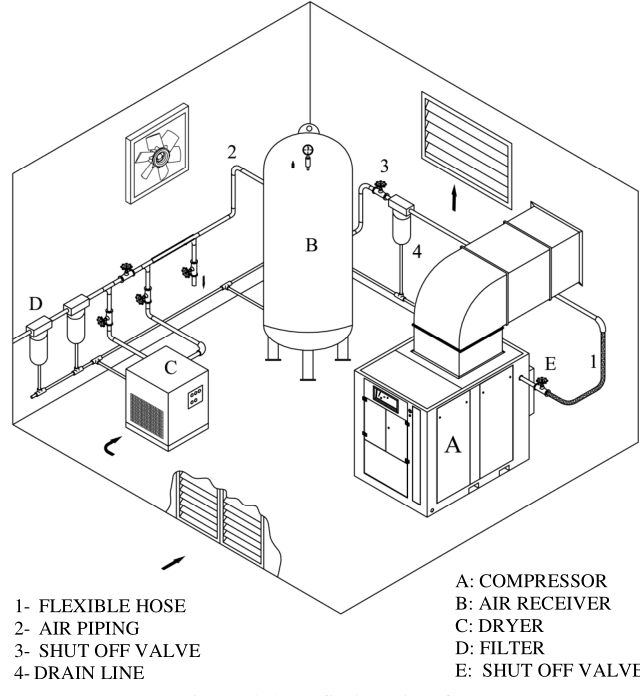 2
3
B
4
D
E
1
C
A
1- FLEXIBLE HOSE
2- AIR PIPING
3- SHUT OFF VALVE
4- DRAIN LINE
A: COMPRESSOR
B: AIR RECEIVER
C: DRYER
D: FILTER
E: SHUT OFF VALVE